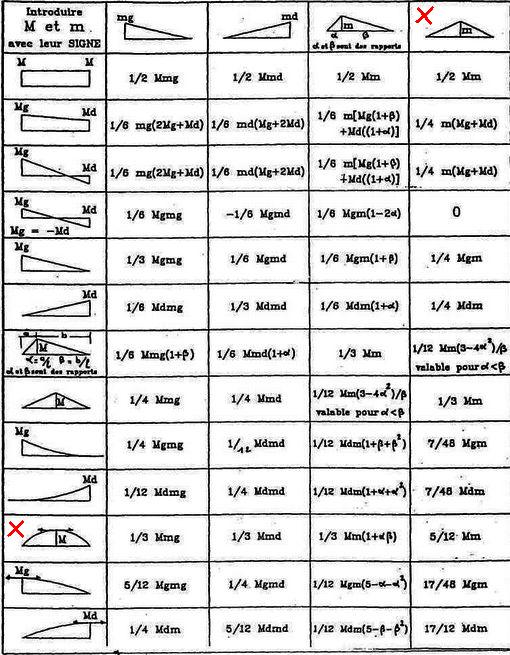 Introduire
M et m
avec leur SIGNE
mg
md
m
α β
α et β sont des rapports
m
M M
1/2 Mmg 1/2 Mmd 1/2 Mm 1/2 Mm
Mg Md
1/6 mg(2Mg+Md) 1/6 md(Mg+2Md) 1/6 m[Mg(1+β)
+Md((1+α)] 1/4 m(Mg+Md)
Mg Md
1/6 mg(2Mg+Md) 1/6 md(Mg+2Md) 1/6 m[Mg(1+β)
+Md((1+α)] 1/4 m(Mg+Md)
Mg Md
Mg = -Md
1/6 Mgmg -1/6 Mgmd 1/6 Mgm(1-2α) 0
Mg
1/3 Mgmg 1/6 Mgmd 1/6 Mgm(1+β) 1/4 Mgm
Md
1/6 Mdmg 1/3 Mdmd 1/6 Mdm(1+α) 1/4 Mdm
a b
M
α=a/l β=b/l
α et β sont des rapports
1/6 Mmg(1+β) 1/6 Mmd(1+α) 1/3 Mm 1/12 Mm(3-4α²)/β
valable pour α<β
M
1/4 Mmg 1/4 Mmd 1/12 Mm(3-4α²)/β
valable pour α<β 1/3 Mm
Mg
1/4 Mgmg 1/12 Mdmd 1/12 Mdm(1+β+β²) 7/48 Mgm
Md
1/12 Mdmg 1/4 Mdmd 1/12 Mdm(1+α+α²) 7/48 Mdm
M
1/3 Mmg 1/3 Mmd 1/3 Mm(1+αβ) 5/12 Mm
Mg
5/12 Mgmg 1/4 Mgmd 1/12 Mgm(5-α-α²) 17/48 Mgm
Md
1/4 Mdm 5/12 Mdmd 1/12 Mdm(5-β-β²) 17/12 Mdm